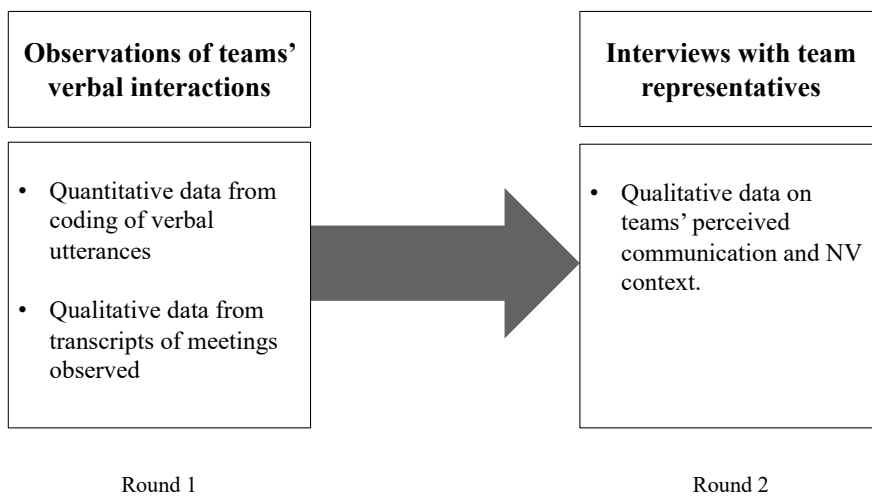 Observations of teams’
verbal interactions
• Quantitative data from
coding of verbal
utterances
• Qualitative data from
transcripts of meetings
observed
Round 1
Interviews with team
representatives
• Qualitative data on
teams’ perceived
communication and NV
context.
Round 2